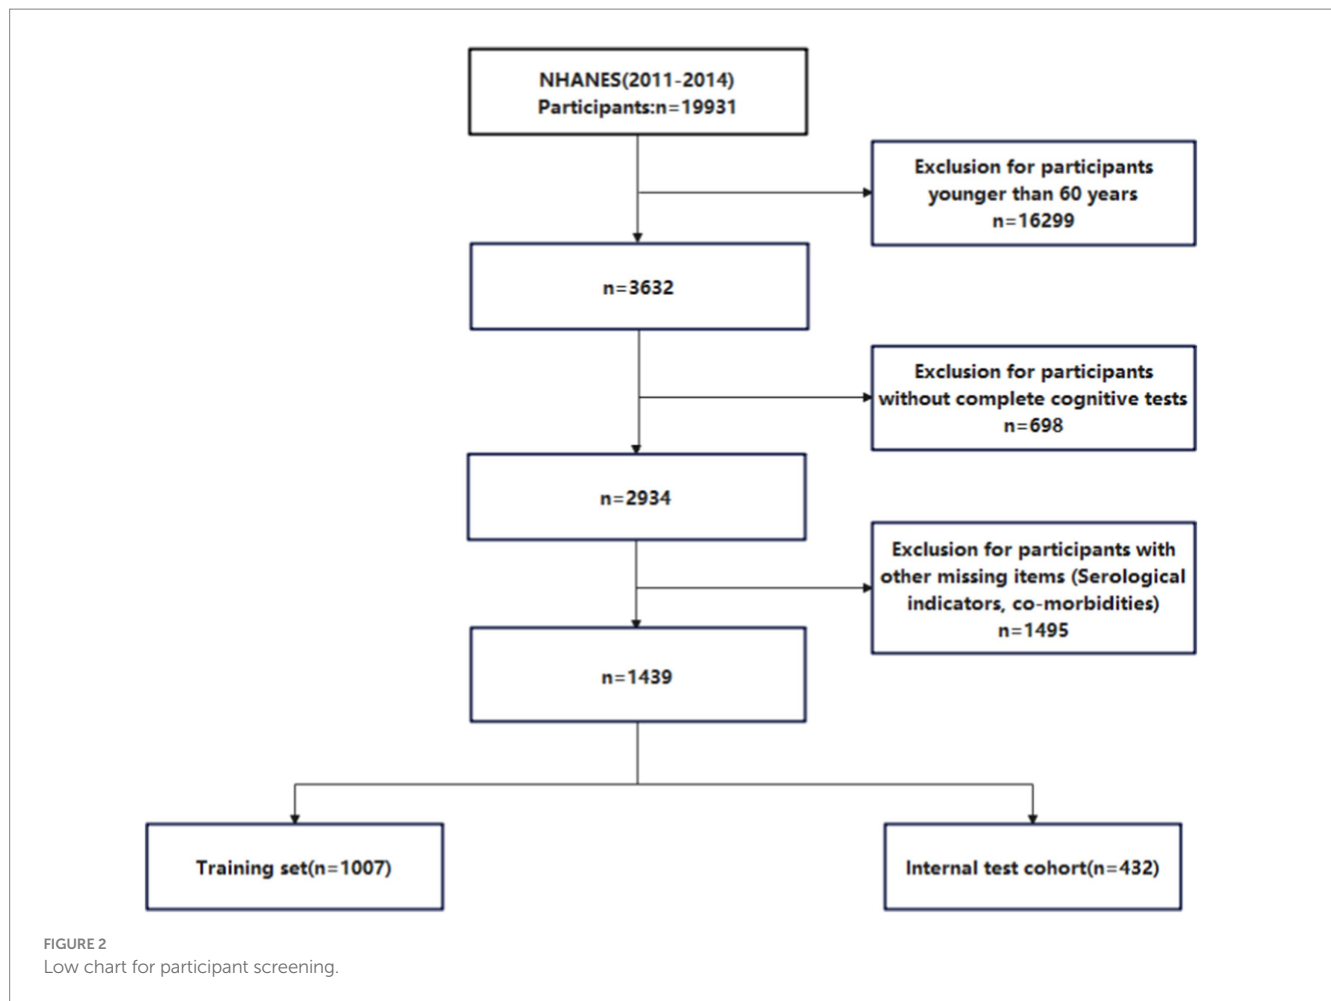 NHANES(2011-2014)
Participants:n=19931
Exclusion for participants
younger than 60 years
n=16299
n=3632
Exclusion for participants
without complete cognitive tests
n=698
n=2934
Exclusion for participants with
other missing items (Serological
indicators, co-morbidities)
n=1495
n=1439
Training set(n=1007)
Internal test cohort(n=432)
FIGURE 2
Low chart for participant screening.